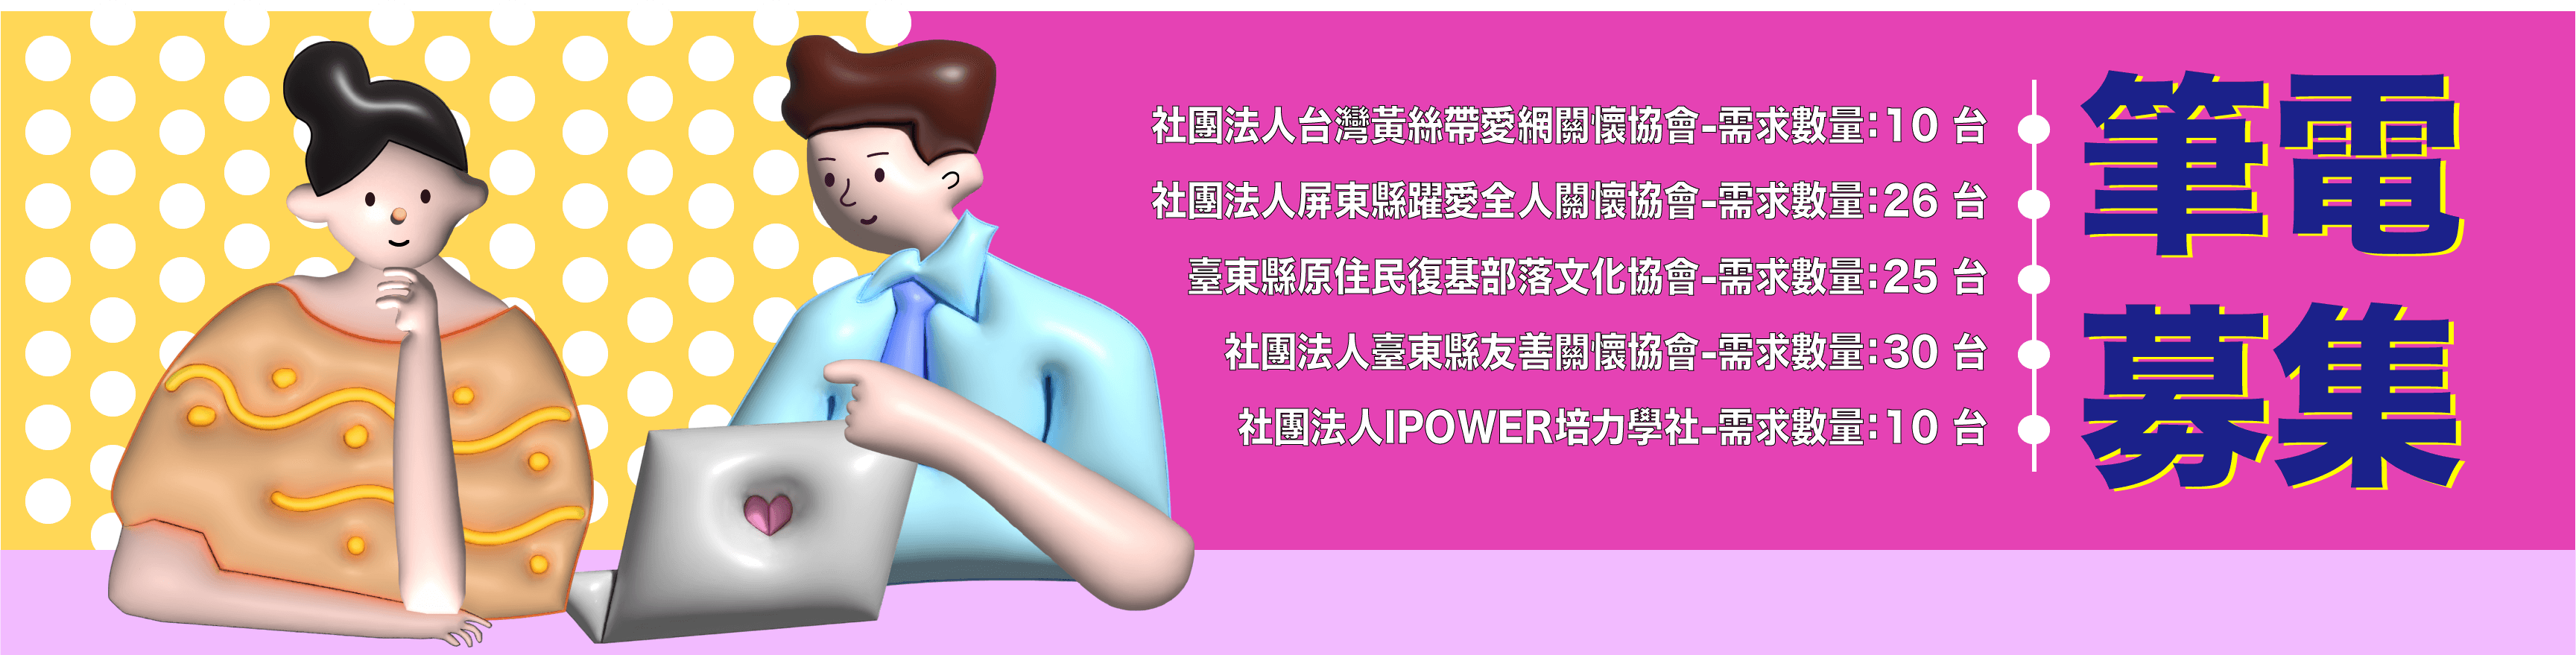 筆電
募集
社團法人台灣黃絲帶愛網關懷協會-需求數量:10 台
社團法人屏東縣躍愛全人關懷協會-需求數量:26 台
臺東縣原住民復基部落文化協會-需求數量:25 台
社團法人臺東縣友善關懷協會-需求數量:30 台
社團法人IPOWER培力學社-需求數量:10 台